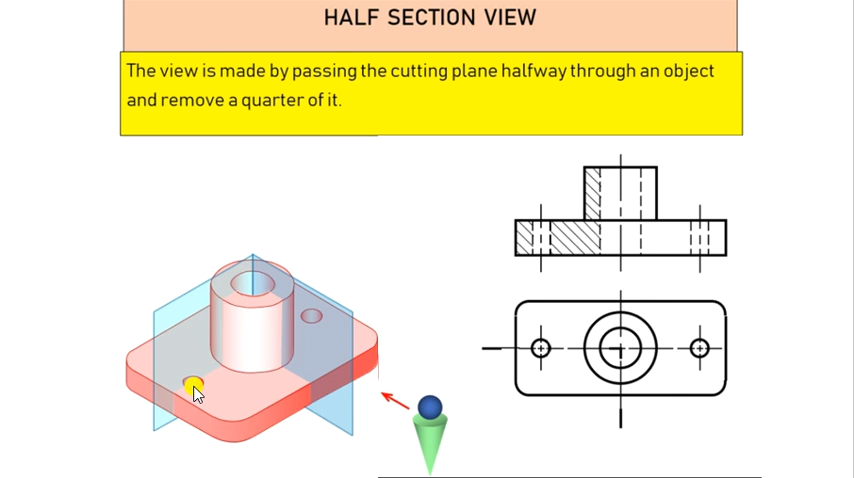 HALF SECTION VIEW
The view is made by passing the cutting plane halfway through an object
and remove a quarter of it.